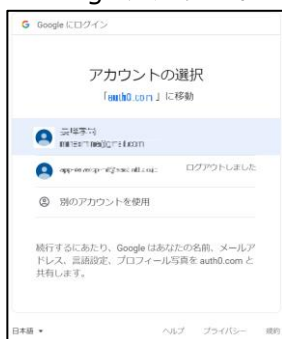 G Google にログイン
アカウントの選択
「auth0.com」に移動
ログアウトしました
別のアカウントを使用
続行するにあたり、Google はあなたの名前、メールア
ドレス、言語設定、プロフィール写真を auth0.com と
共有します。
日本語 ▼ ヘルプ プライバシー 規約